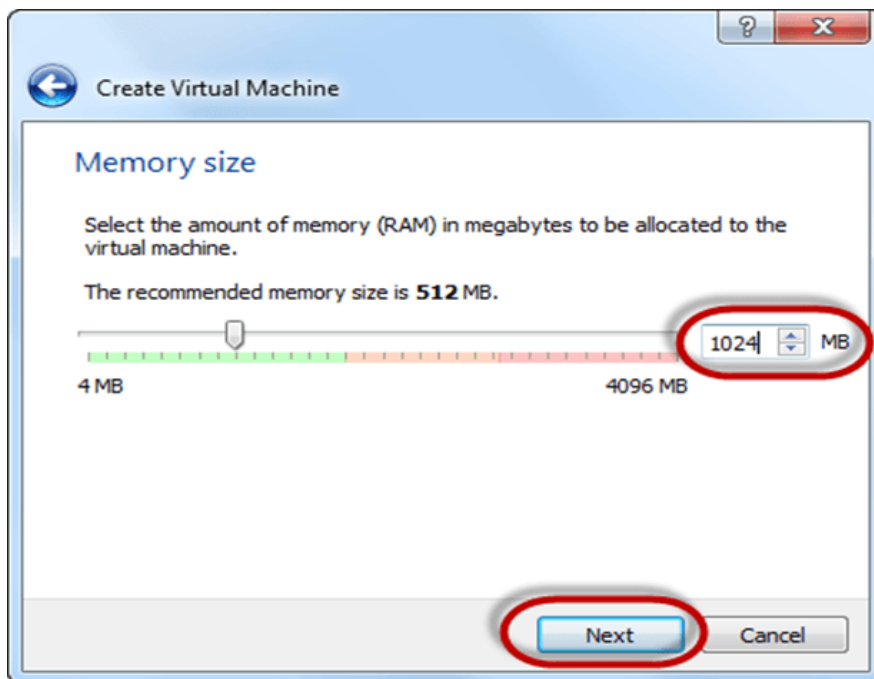 ?
X
Create Virtual Machine
Memory size
Select the amount of memory (RAM) in megabytes to be allocated to the
virtual machine.
The recommended memory size is 512 MB.
1024 MB
4 MB 4096 MB
Next Cancel